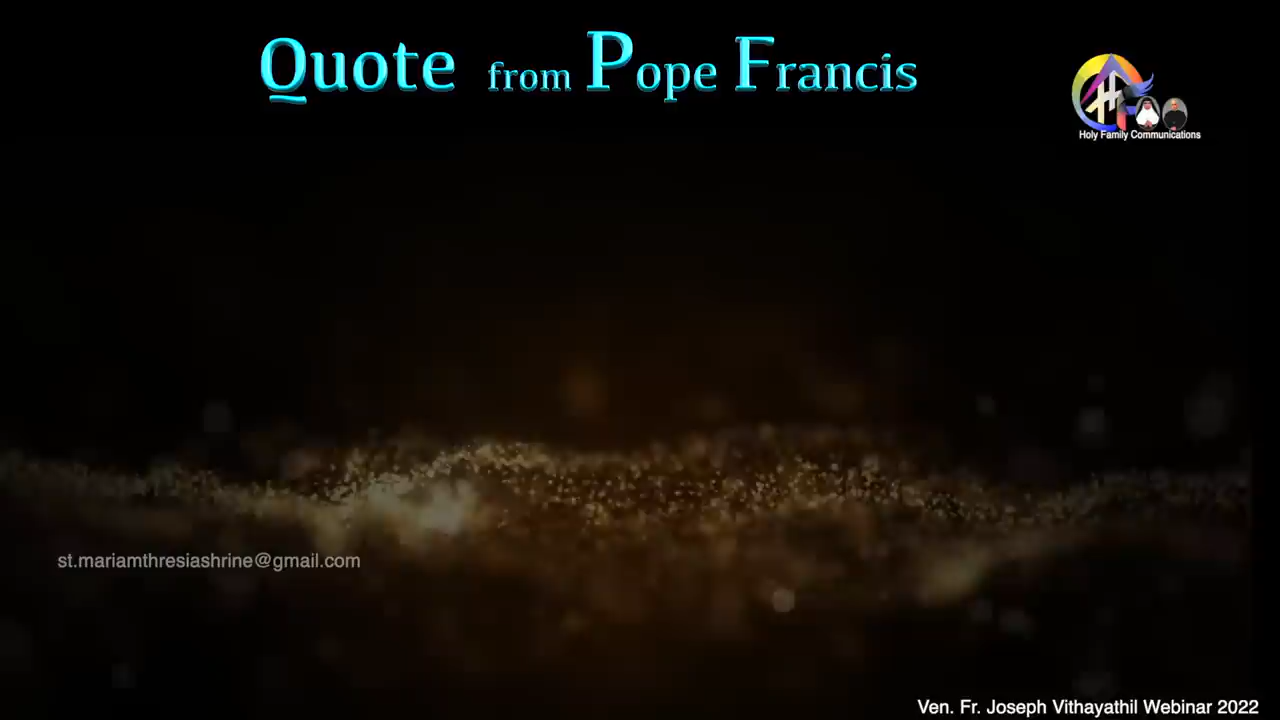 Quote from Pope Francis
Holy Family Communications
st.mariamthresiashrine@gmail.com
Ven. Fr. Joseph Vithayathil Webinar 2022